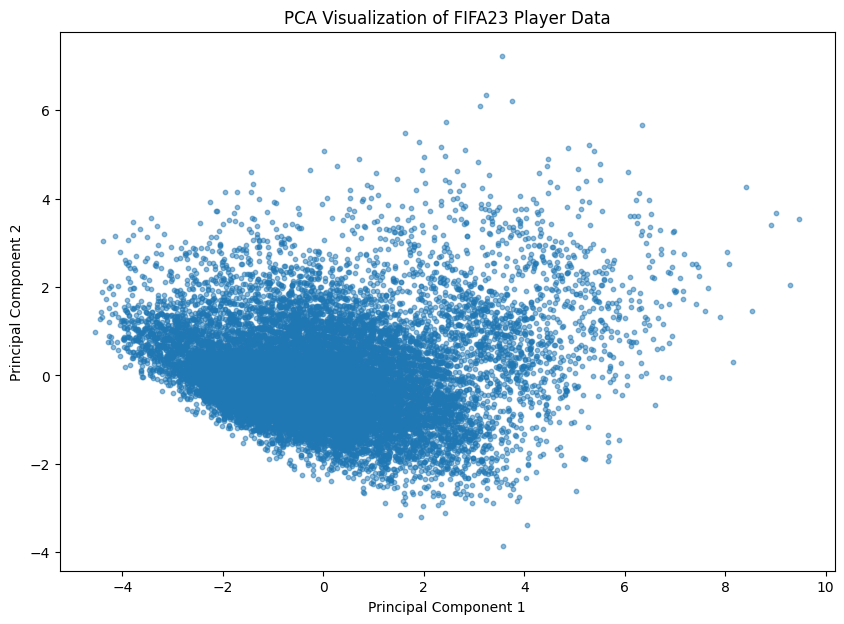 PCA Visualization of FIFA23 Player Data
Principal Component 2
6
4
2
0
−2
−4
−4 −2 0 2 4 6 8 10
Principal Component 1